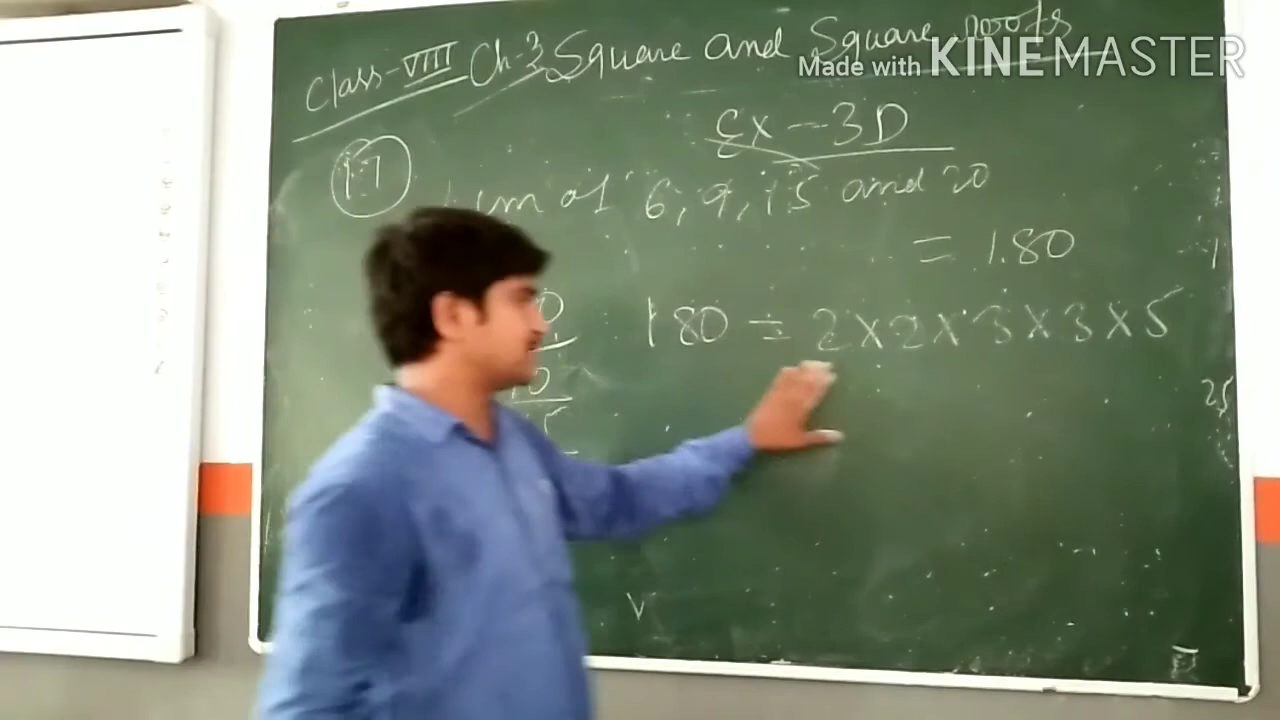 Class-VIII Ch-3 Square and Square roots
Made with KINEMASTER
Ex-3D
17
Lcm of 6, 9, 15 and 20
= 180
180 = 2×2×3×3×5